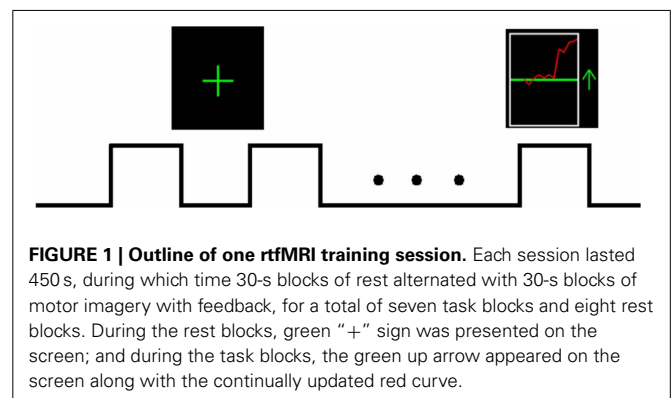 FIGURE 1 | Outline of one rtfMRI training session. Each session lasted
450 s, during which time 30-s blocks of rest alternated with 30-s blocks of
motor imagery with feedback, for a total of seven task blocks and eight rest
blocks. During the rest blocks, green “+” sign was presented on the
screen; and during the task blocks, the green up arrow appeared on the
screen along with the continually updated red curve.